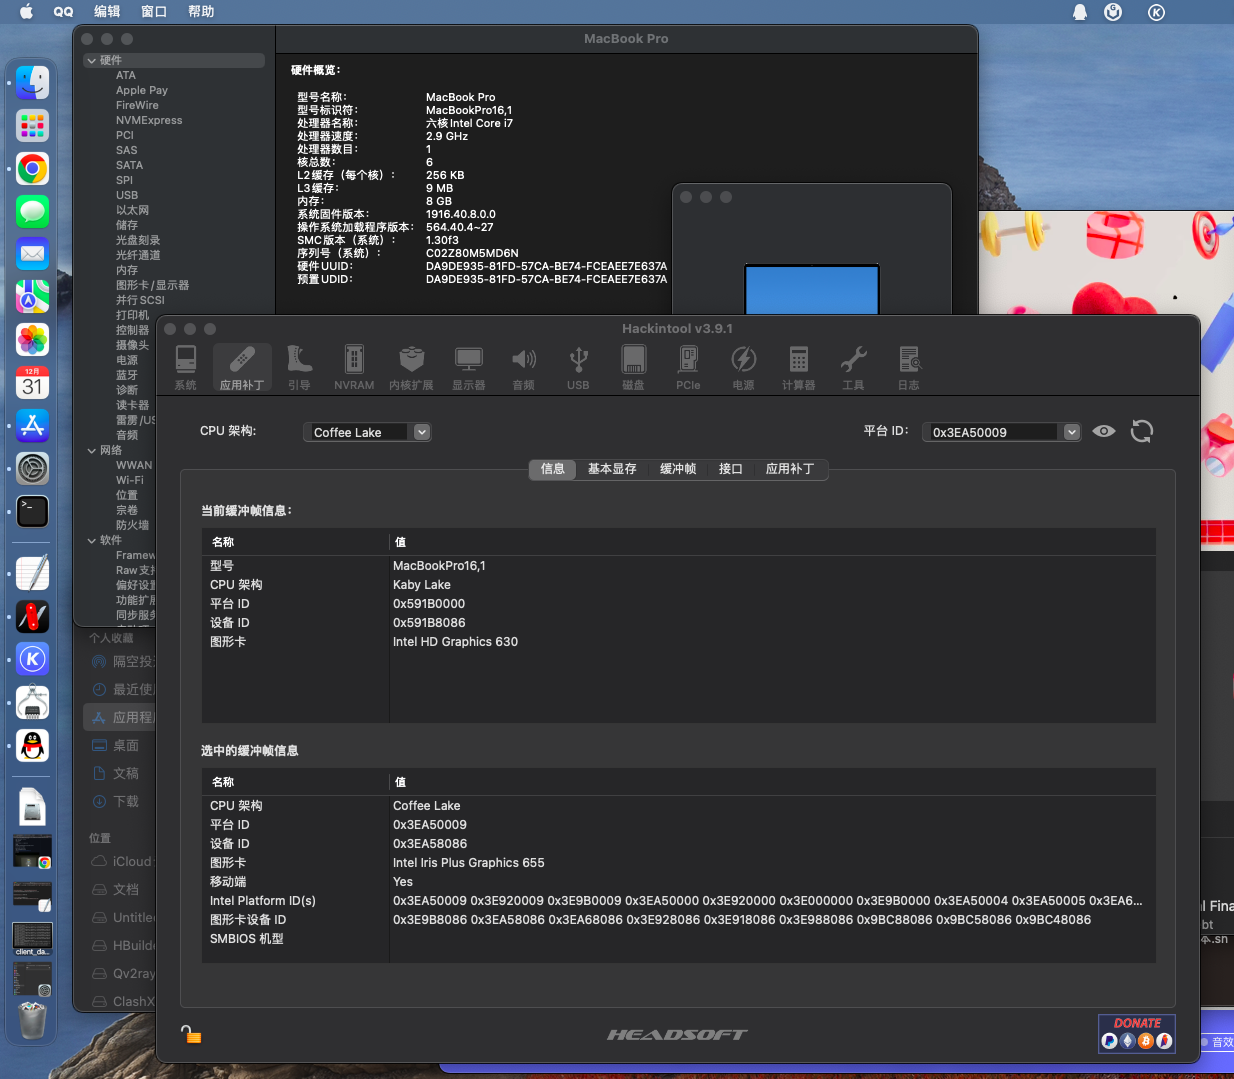 QQ 编辑 窗口 帮助
MacBook Pro
硬件
ATA
Apple Pay
FireWire
NVMExpress
PCI
SAS
SATA
SPI
USB
以太网
储存
光盘刻录
光纤通道
内存
图形卡/显示器
并行SCSI
打印机
控制器
摄像头
电源
蓝牙
诊断
读卡器
雷雳/US
音频
网络
WWAN
Wi-Fi
位置
宗卷
防火墙
软件
Framew
Raw支持
偏好设置
功能扩展
同步服务
硬件概览：
型号名称： MacBook Pro
型号标识符： MacBookPro16,1
处理器名称： 六核Intel Core i7
处理器速度： 2.9 GHz
处理器数目： 1
核总数： 6
L2缓存（每个核）： 256 KB
L3缓存： 9 MB
内存： 8 GB
系统固件版本： 1916.40.8.0.0
操作系统加载程序版本： 564.40.4~27
SMC版本（系统）： 1.30f3
序列号（系统）： C02Z80M5MD6N
硬件UUID： DA9DE935-81FD-57CA-BE74-FCEAEE7E637A
预置UDID： DA9DE935-81FD-57CA-BE74-FCEAEE7E637A
12月
31
个人收藏
隔空投送
最近使用
应用程序
桌面
文稿
下载
位置
iCloud
文档
Untitle
HBuilde
Qv2ray
ClashX
client_da...
Hackintool v3.9.1
系统 应用补丁 引导 NVRAM 内核扩展 显示器 音频 USB 磁盘 PCIe 电源 计算器 工具 日志
CPU 架构: Coffee Lake 平台 ID: 0x3EA50009
信息 基本显存 缓冲帧 接口 应用补丁
当前缓冲帧信息：
名称 值
型号 MacBookPro16,1
CPU 架构 Kaby Lake
平台 ID 0x591B0000
设备 ID 0x591B8086
图形卡 Intel HD Graphics 630
选中的缓冲帧信息
名称 值
CPU 架构 Coffee Lake
平台 ID 0x3EA50009
设备 ID 0x3EA58086
图形卡 Intel Iris Plus Graphics 655
移动端 Yes
Intel Platform ID(s) 0x3EA50009 0x3E920009 0x3E9B0009 0x3EA50000 0x3E920000 0x3E000000 0x3E9B0000 0x3EA50004 0x3EA50005 0x3EA6...
图形卡设备 ID 0x3E9B8086 0x3EA58086 0x3EA68086 0x3E928086 0x3E918086 0x3E988086 0x9BC88086 0x9BC58086 0x9BC48086
SMBIOS 机型
HEADSOFT
DONATE
l Fina
bt
.sn
音效